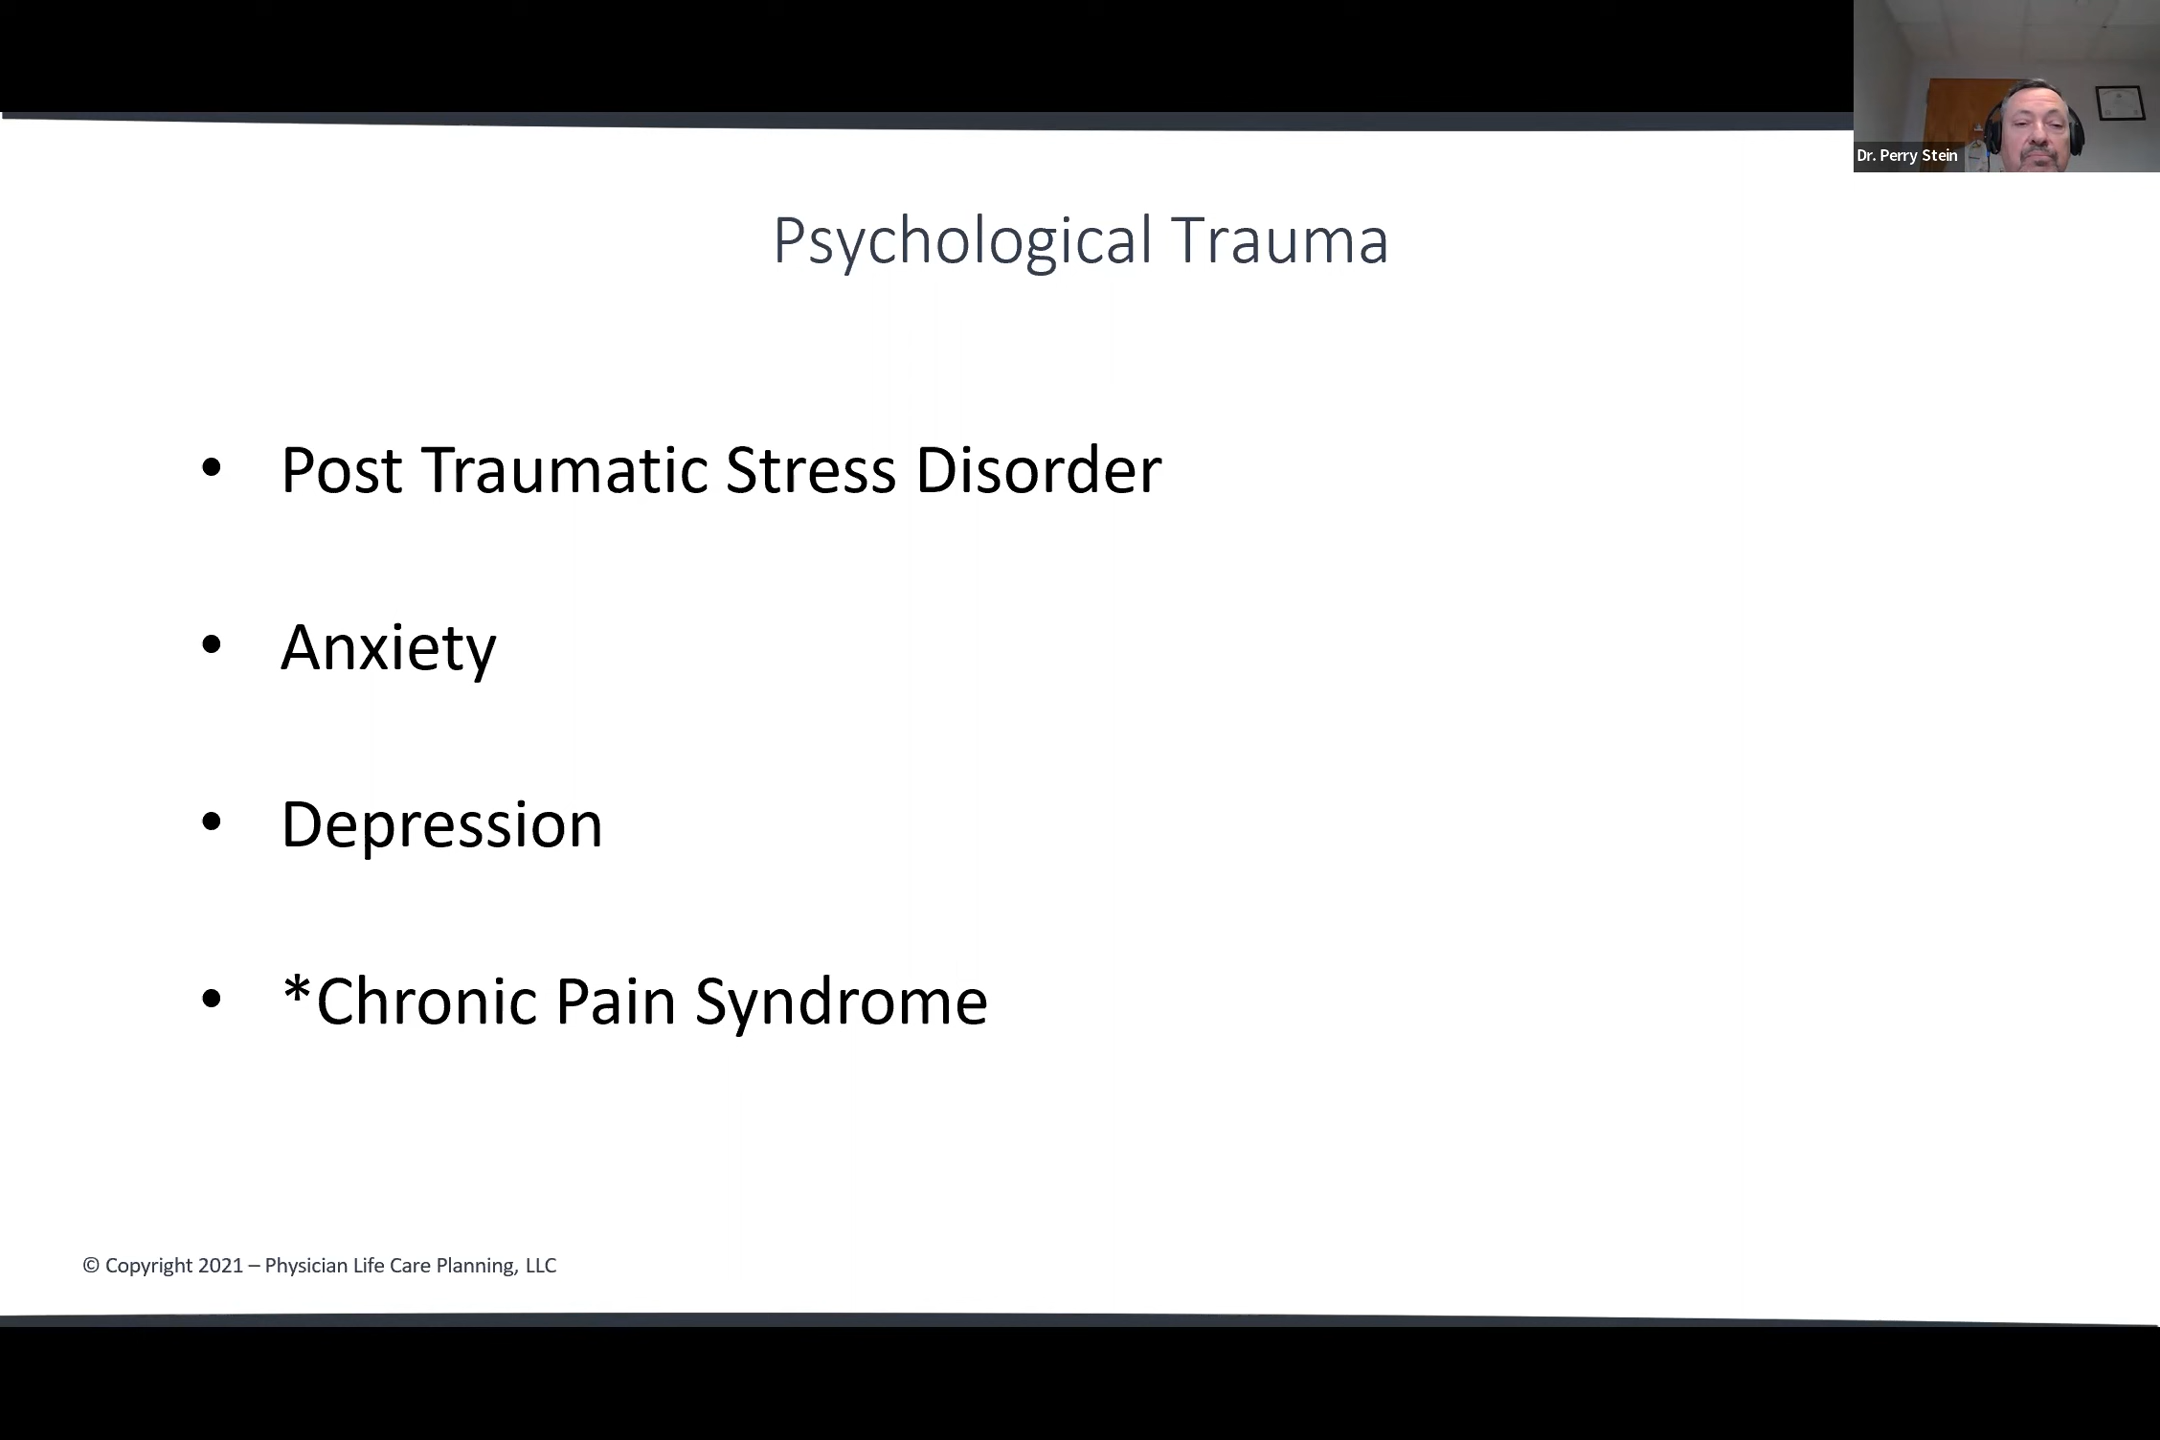 Dr. Perry Stein
Psychological Trauma
• Post Traumatic Stress Disorder
• Anxiety
• Depression
• *Chronic Pain Syndrome
© Copyright 2021 – Physician Life Care Planning, LLC